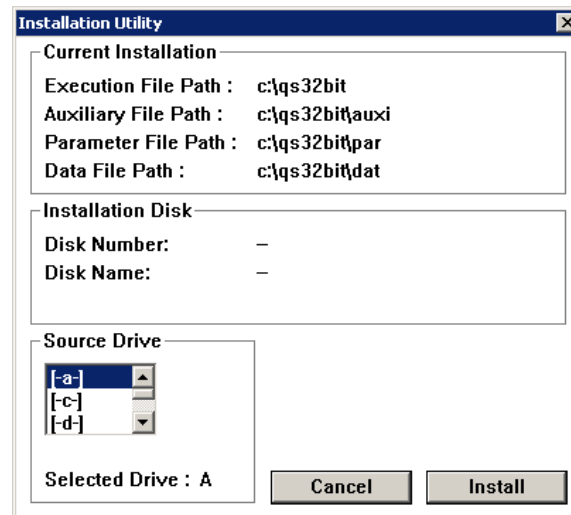 Installation Utility
Current Installation
Execution File Path : c:\qs32bit
Auxiliary File Path : c:\qs32bit\auxi
Parameter File Path : c:\qs32bit\par
Data File Path : c:\qs32bit\dat
Installation Disk
Disk Number: –
Disk Name: –
Source Drive
[-a-]
[-c-]
[-d-]
Selected Drive : A
Cancel Install